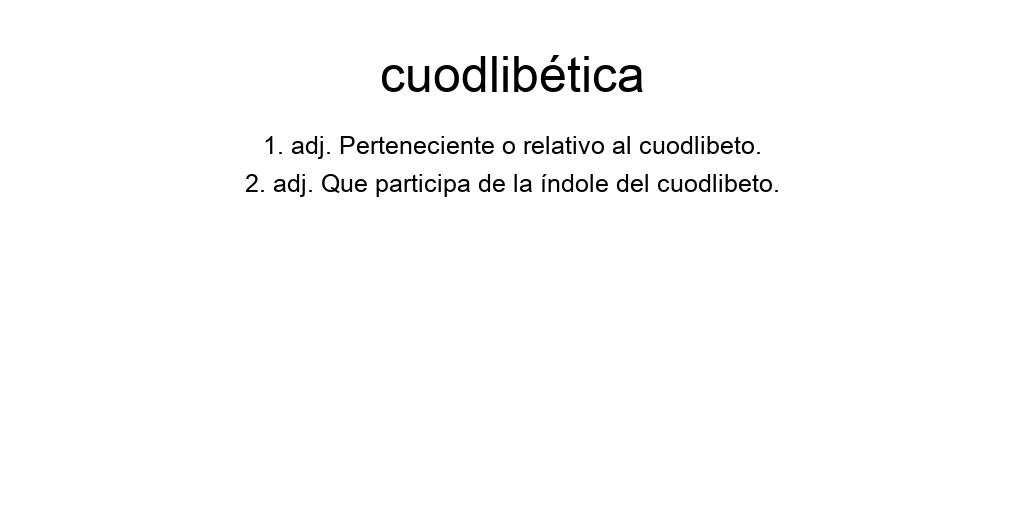 cuodlibética
1. adj. Perteneciente o relativo al cuodlibeto.
2. adj. Que participa de la índole del cuodlibeto.